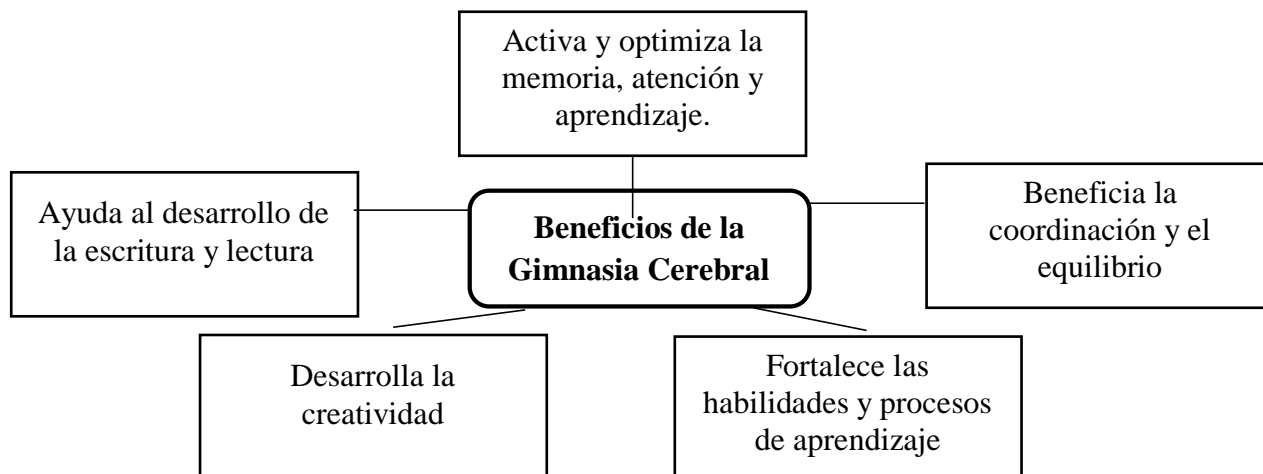 Activa y optimiza la
memoria, atención y
aprendizaje.
Ayuda al desarrollo de
la escritura y lectura
Beneficios de la
Gimnasia Cerebral
Beneficia la
coordinación y el
equilibrio
Desarrolla la
creatividad
Fortalece las
habilidades y procesos
de aprendizaje